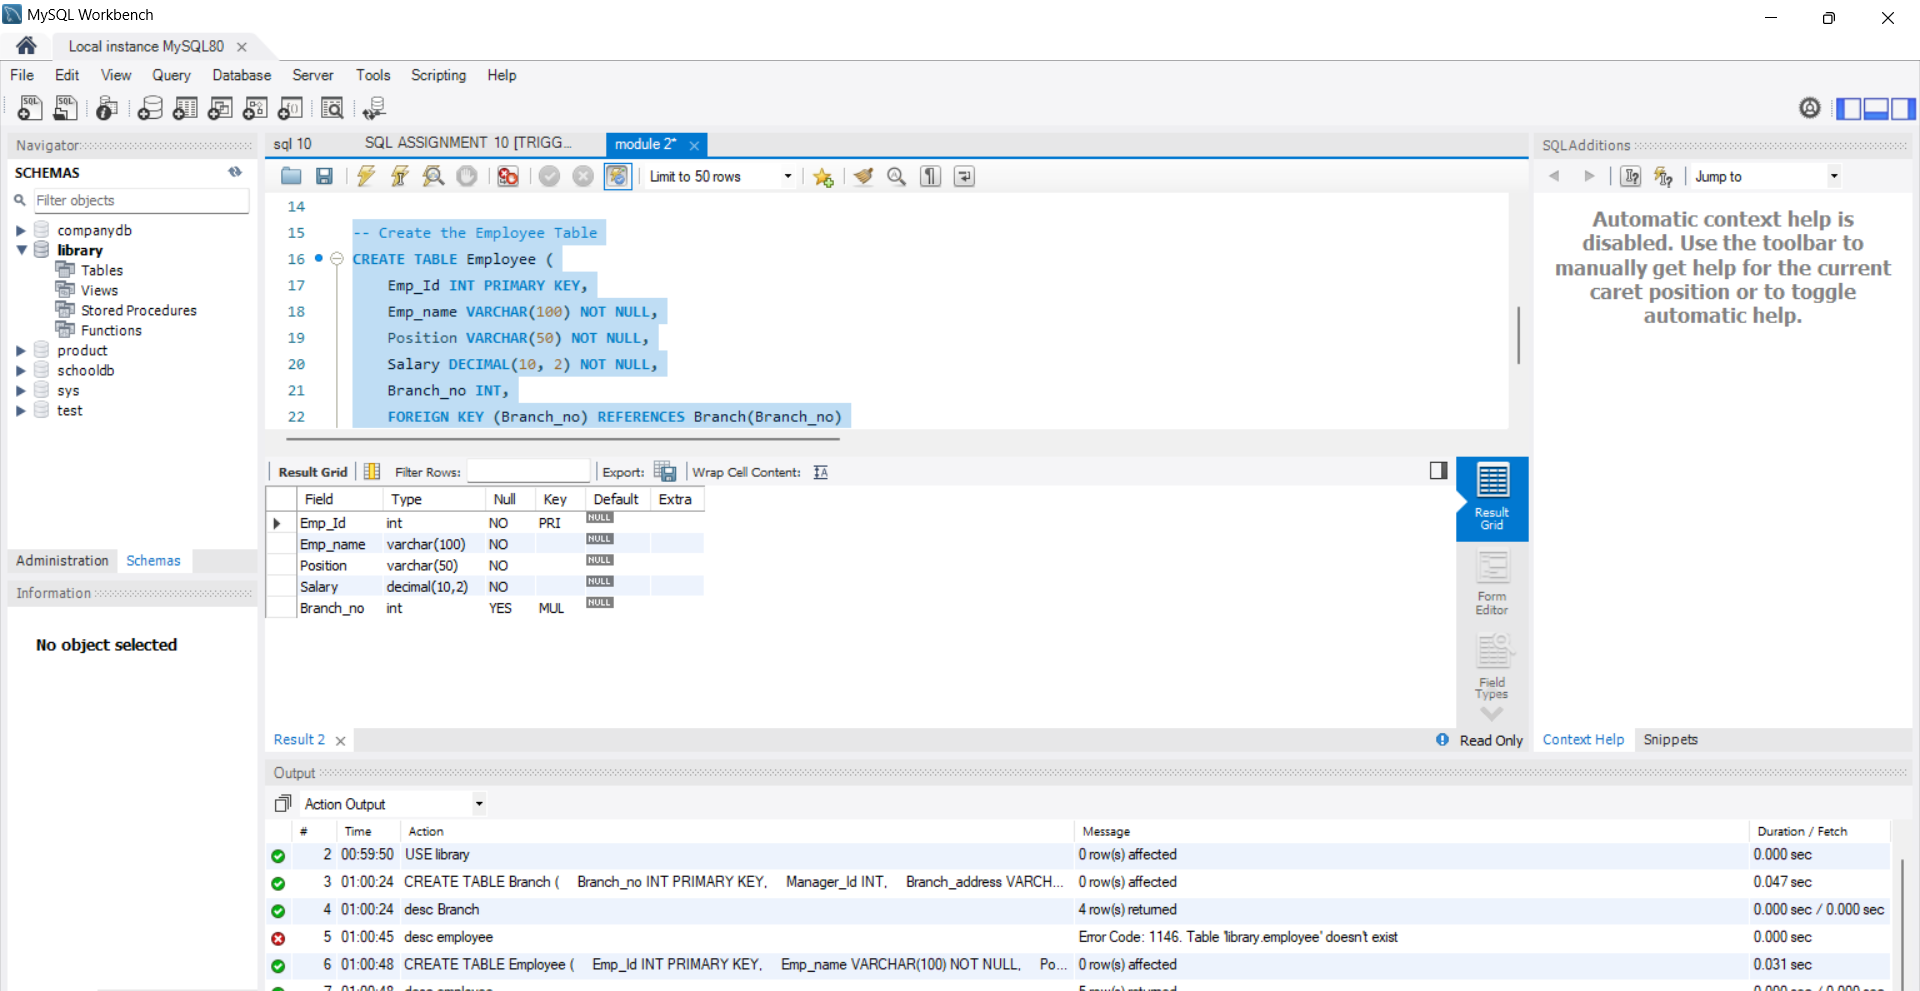 MySQL Workbench
Local instance MySQL80
File Edit View Query Database Server Tools Scripting Help
Navigator
SCHEMAS
Filter objects
companydb
library
Tables
Views
Stored Procedures
Functions
product
schooldb
sys
test
Administration Schemas
Information
No object selected
sql 10 SQL ASSIGNMENT 10 [TRIGG... module 2*
Limit to 50 rows
14
15 -- Create the Employee Table
16 CREATE TABLE Employee (
17 Emp_Id INT PRIMARY KEY,
18 Emp_name VARCHAR(100) NOT NULL,
19 Position VARCHAR(50) NOT NULL,
20 Salary DECIMAL(10, 2) NOT NULL,
21 Branch_no INT,
22 FOREIGN KEY (Branch_no) REFERENCES Branch(Branch_no)
Result Grid Filter Rows: Export: Wrap Cell Content:
Field Type Null Key Default Extra
Emp_Id int NO PRI NULL
Emp_name varchar(100) NO NULL
Position varchar(50) NO NULL
Salary decimal(10,2) NO NULL
Branch_no int YES MUL NULL
Result
Grid
Form
Editor
Field
Types
Result 2
Read Only
SQLAdditions
Jump to
Automatic context help is
disabled. Use the toolbar to
manually get help for the current
caret position or to toggle
automatic help.
Context Help Snippets
Output
Action Output
# Time Action Message Duration / Fetch
2 00:59:50 USE library 0 row(s) affected 0.000 sec
3 01:00:24 CREATE TABLE Branch ( Branch_no INT PRIMARY KEY, Manager_Id INT, Branch_address VARCH... 0 row(s) affected 0.047 sec
4 01:00:24 desc Branch 4 row(s) returned 0.000 sec / 0.000 sec
5 01:00:45 desc employee Error Code: 1146. Table 'library.employee' doesn't exist 0.000 sec
6 01:00:48 CREATE TABLE Employee ( Emp_Id INT PRIMARY KEY, Emp_name VARCHAR(100) NOT NULL, Po... 0 row(s) affected 0.031 sec
7 01:00:48 desc employee 5 row(s) returned 0.000 sec / 0.000 sec